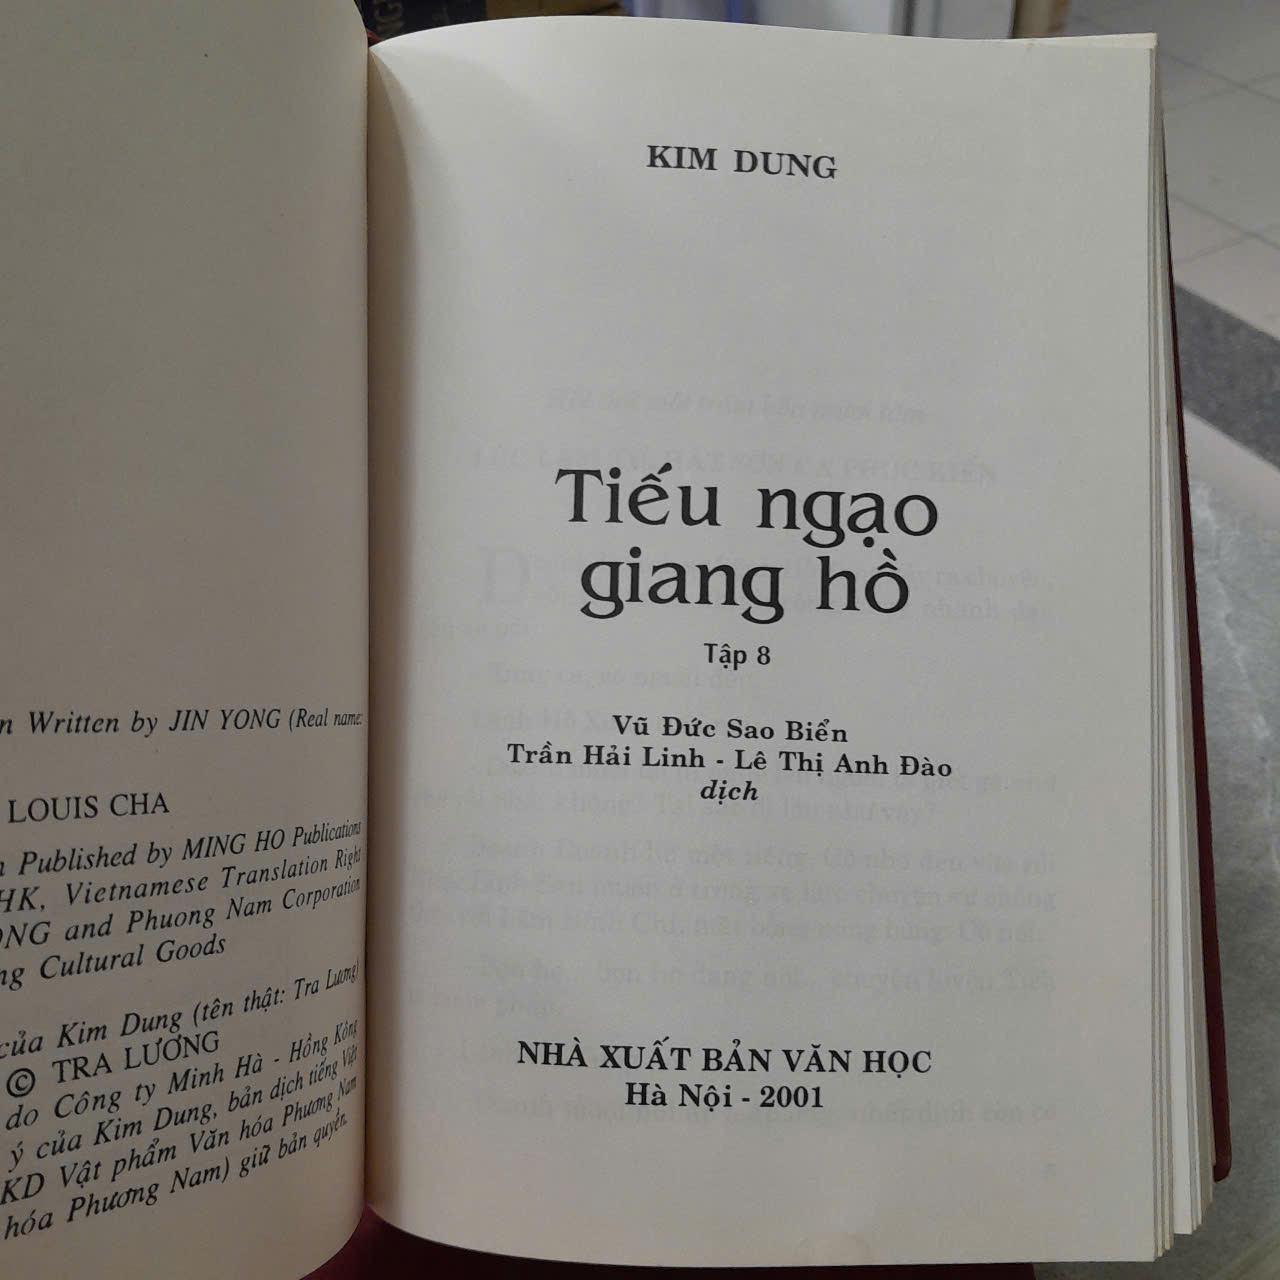 n Written by JIN YONG (Real name:
LOUIS CHA
n Published by MING HO Publications
HK, Vietnamese Translation Right
ONG and Phuong Nam Corporation
ng Cultural Goods
của Kim Dung (tên thật: Tra Lương)
© TRA LƯƠNG
do Công ty Minh Hà - Hồng Kông
ý của Kim Dung, bản dịch tiếng Việt
KD Vật phẩm Văn hóa Phương Nam
hóa Phương Nam) giữ bản quyền.
KIM DUNG
Tiếu ngạo
giang hồ
Tập 8
Vũ Đức Sao Biển
Trần Hải Linh - Lê Thị Anh Đào
dịch
NHÀ XUẤT BẢN VĂN HỌC
Hà Nội - 2001